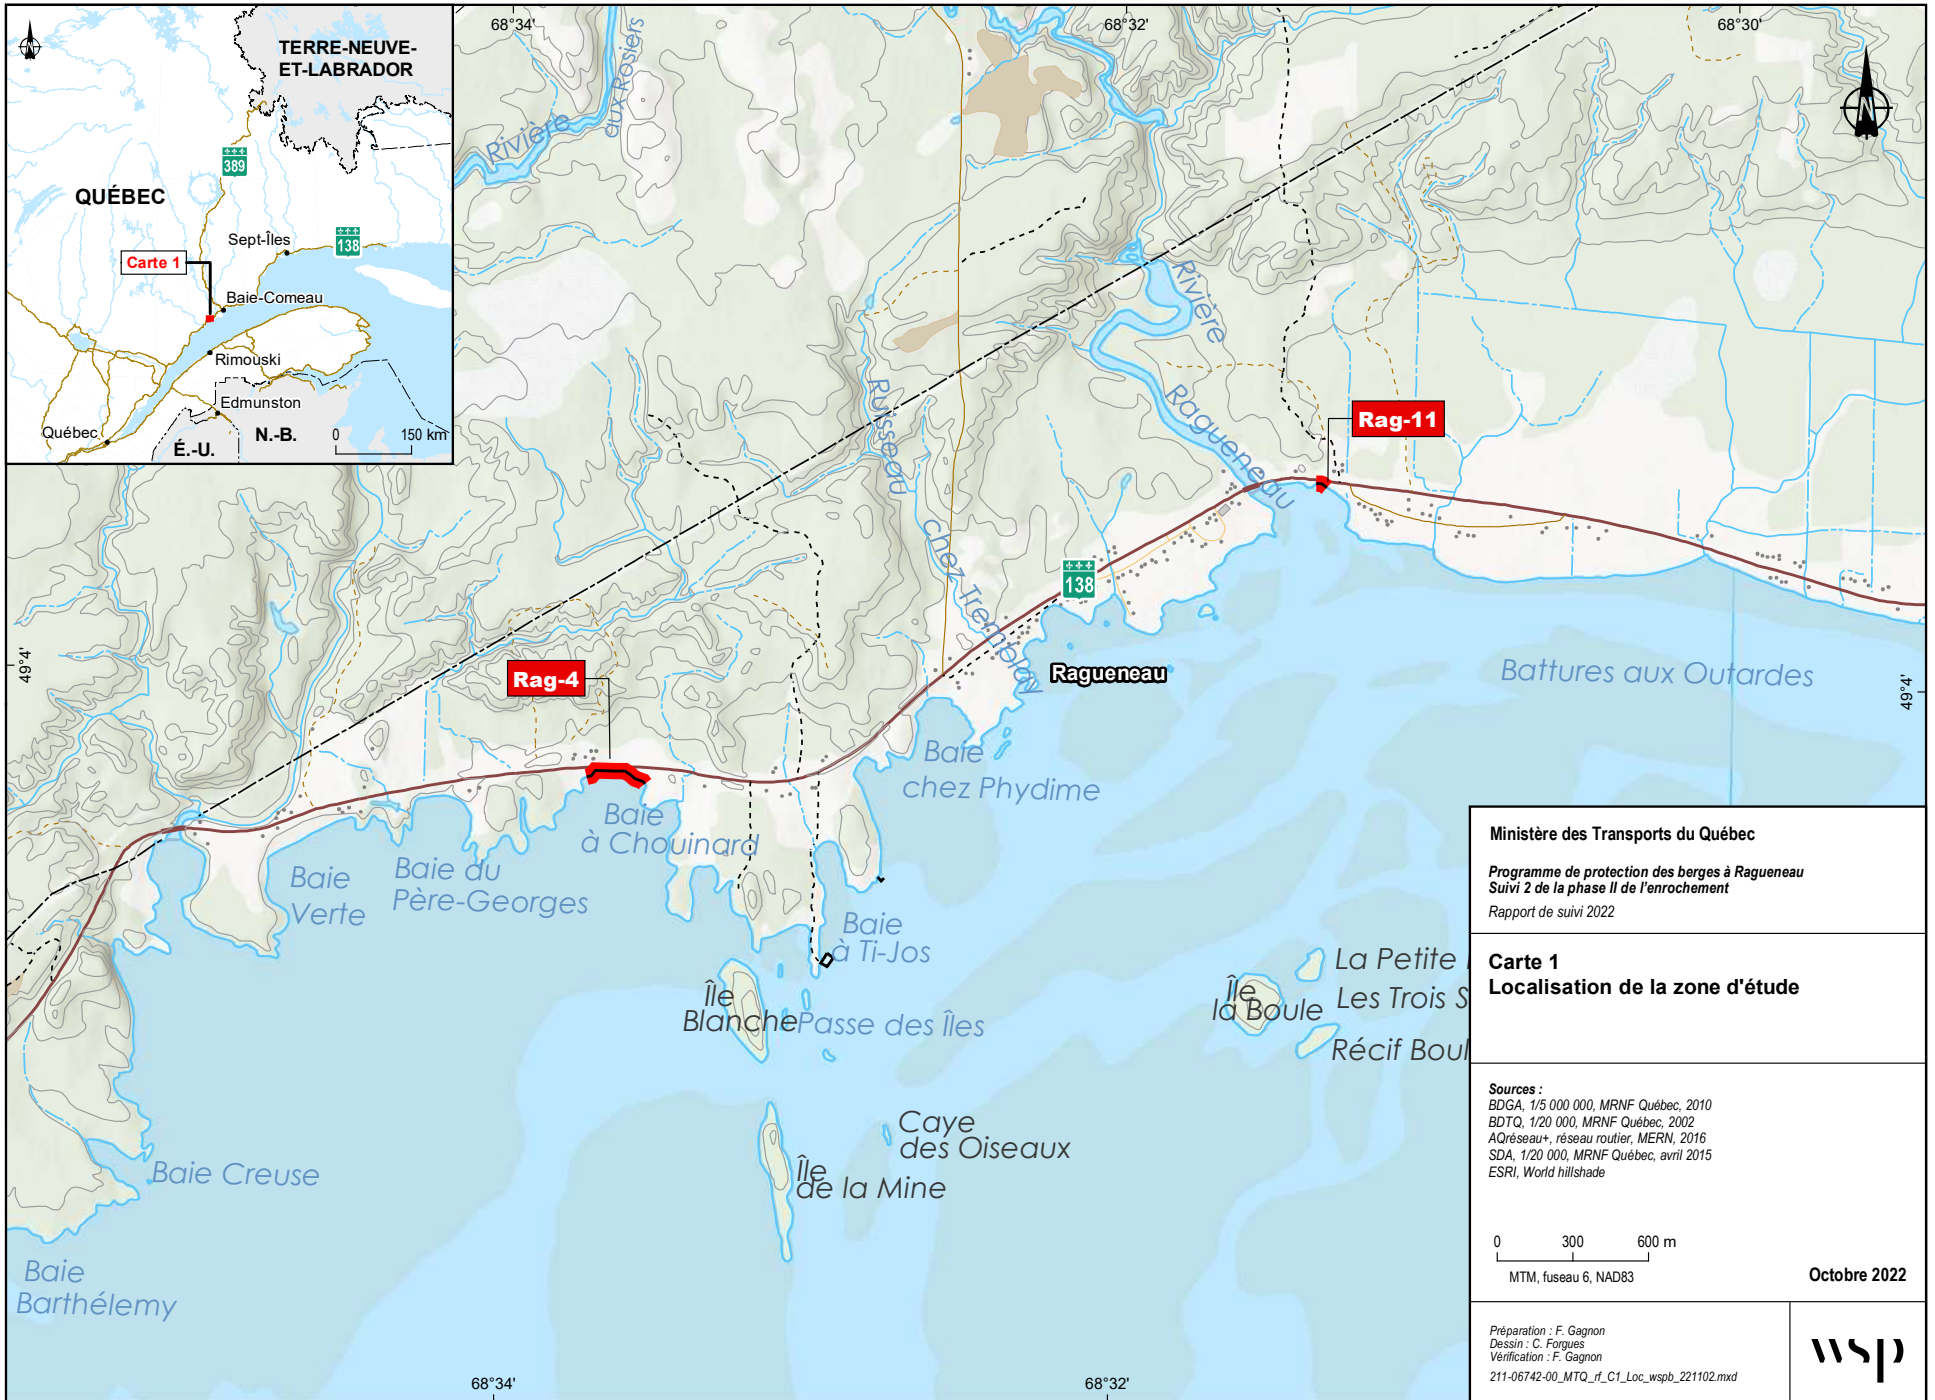 68°34'
68°32'
68°30'
TERRE-NEUVE-
ET-LABRADOR
389
QUÉBEC
Sept-Îles
138
Carte 1
Baie-Comeau
Rimouski
Edmunston
Québec
N.-B.
É.-U.
0 150 km
N
Rivière
aux Rosiers
Rivière
Ragueneau
Ruisseau
chez Tremblay
Rag-11
138
49°4'
49°4'
Rag-4
Ragueneau
Battures aux Outardes
Baie
chez Phydime
Baie
à Chouinard
Baie du
Père-Georges
Baie
Verte
Baie
à Ti-Jos
Île
Blanche
Passe des Îles
Île
la Boule
La Petite
Les Trois S
Récif Boul
Caye
des Oiseaux
Île
de la Mine
Baie Creuse
Baie
Barthélemy
68°34'
68°32'
Ministère des Transports du Québec
Programme de protection des berges à Ragueneau
Suivi 2 de la phase II de l'enrochement
Rapport de suivi 2022
Carte 1
Localisation de la zone d'étude
Sources :
BDGA, 1/5 000 000, MRNF Québec, 2010
BDTQ, 1/20 000, MRNF Québec, 2002
AQréseau+, réseau routier, MERN, 2016
SDA, 1/20 000, MRNF Québec, avril 2015
ESRI, World hillshade
0 300 600 m
MTM, fuseau 6, NAD83
Octobre 2022
Préparation : F. Gagnon
Dessin : C. Forgues
Vérification : F. Gagnon
211-06742-00_MTQ_rf_C1_Loc_wspb_221102.mxd
wsp